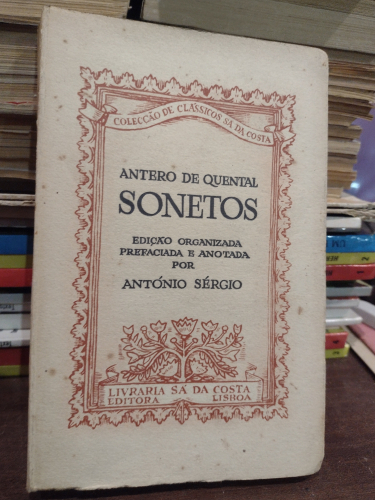 COLECÇÃO DE CLÁSSICOS SÁ DA COSTA
ANTERO DE QUENTAL
SONETOS
EDIÇÃO ORGANIZADA
PREFACIADA E ANOTADA
POR
ANTÓNIO SÉRGIO
LIVRARIA SÁ DA COSTA
EDITORA LISBOA